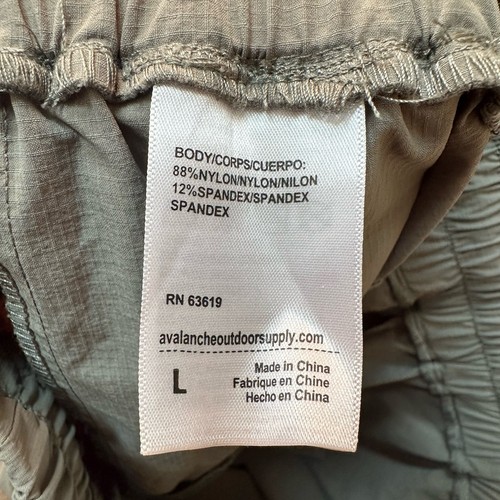 BODY/CORPS/CUERPO:
88%NYLON/NYLON/NILON
12%SPANDEX/SPANDEX
SPANDEX
RN 63619
avalancheoutdoorsupply.com
L
Made in China
Fabrique en Chine
Hecho en China